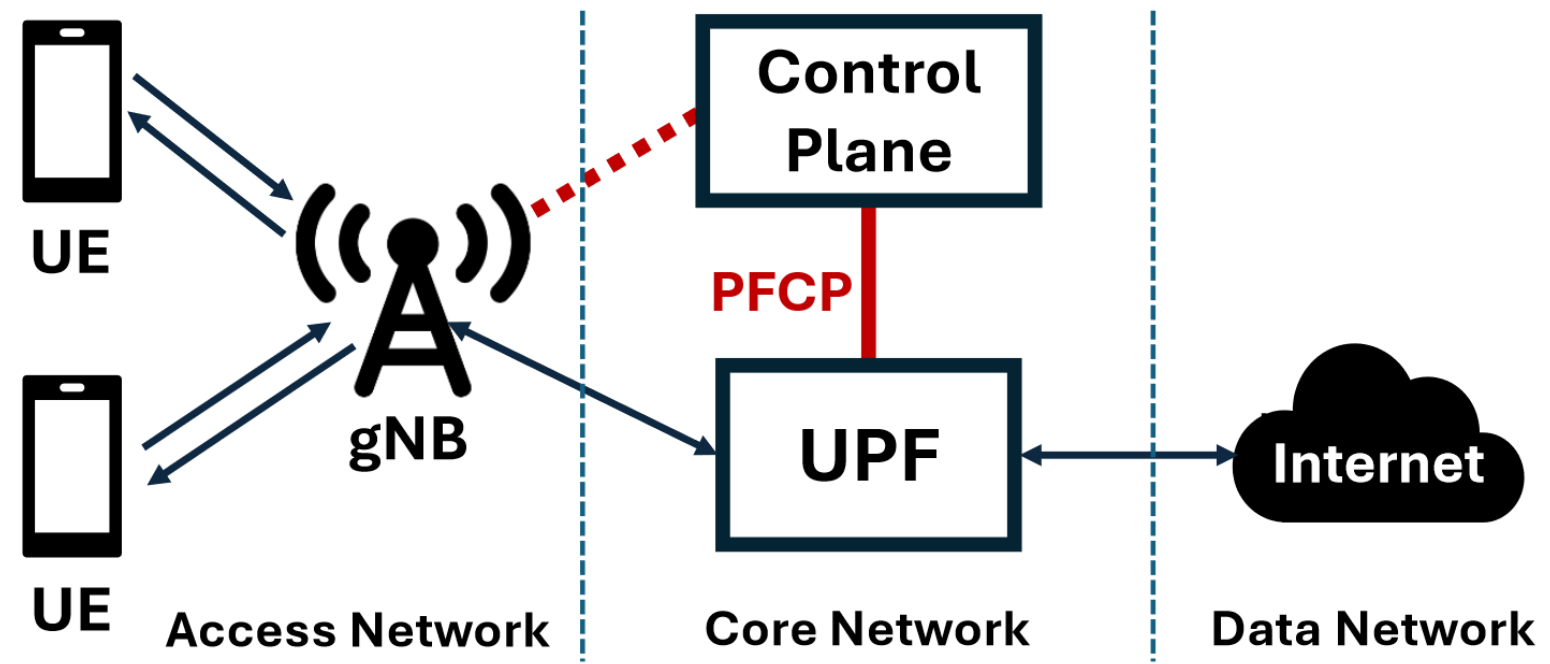 UE
Control
Plane
PFCP
gNB
UPF
Internet
UE
Access Network
Core Network
Data Network